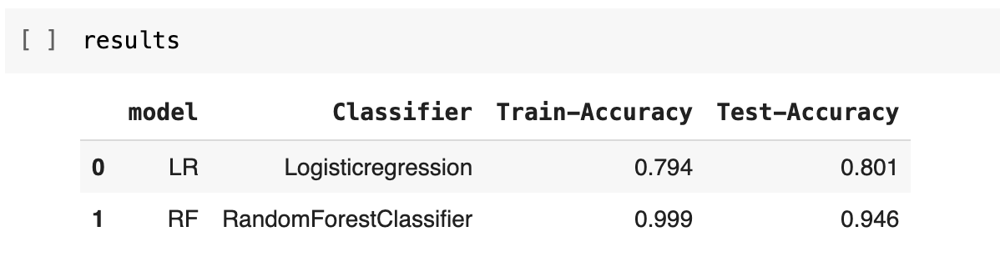 [ ] results
model Classifier Train-Accuracy Test-Accuracy
0 LR Logisticregression 0.794 0.801
1 RF RandomForestClassifier 0.999 0.946